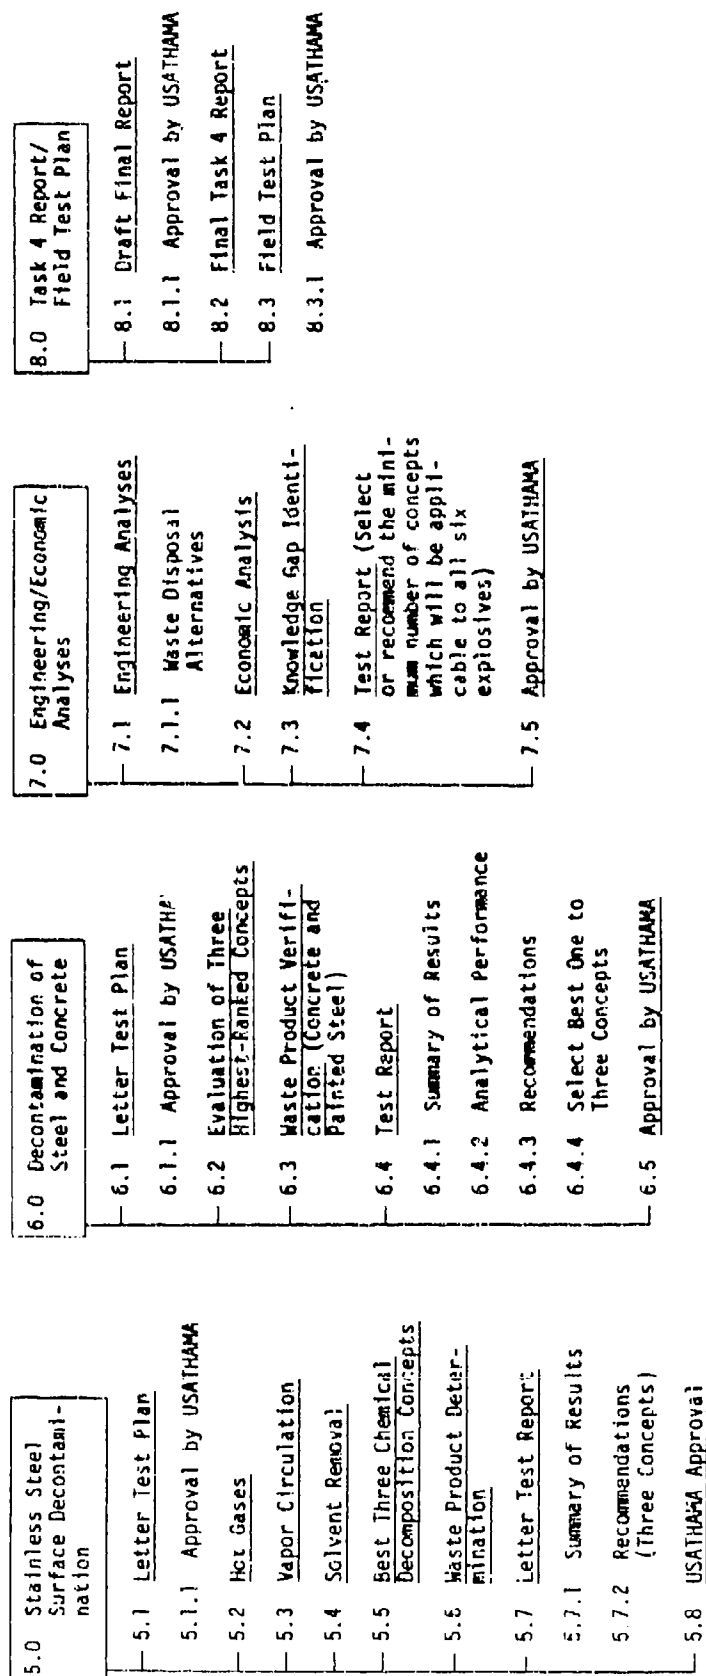 5.0 Stainless Steel
Surface Decontami-
nation
5.1 Letter Test Plan
5.1.1 Approval by USATHAMA
5.2 Hot Gases
5.3 Vapor Circulation
5.4 Solvent Removal
5.5 Best Three Chemical
Decomposition Concepts
5.6 Waste Product Deter-
mination
5.7 Letter Test Report
5.7.1 Summary of Results
5.7.2 Recommendations
(Three Concepts)
5.8 USATHAMA Approval
6.0 Decontamination of
Steel and Concrete
6.1 Letter Test Plan
6.1.1 Approval by USATHA
6.2 Evaluation of Three
Highest-Ranked Concepts
6.3 Waste Product Verifi-
cation (Concrete and
Painted Steel)
6.4 Test Report
6.4.1 Summary of Results
6.4.2 Analytical Performance
6.4.3 Recommendations
6.4.4 Select Best One to
Three Concepts
6.5 Approval by USATHAMA
7.0 Engineering/Economic
Analyses
7.1 Engineering Analyses
7.1.1 Waste Disposal
Alternatives
7.2 Economic Analysis
7.3 Knowledge Gap Identi-
fication
7.4 Test Report (Select
or recommend the mini-
mum number of concepts
which will be appli-
cable to all six
explosives)
7.5 Approval by USATHAMA
8.0 Task 4 Report/
Field Test Plan
8.1 Draft Final Report
8.1.1 Approval by USATHAMA
8.2 Final Task 4 Report
8.3 Field Test Plan
8.3.1 Approval by USATHAMA